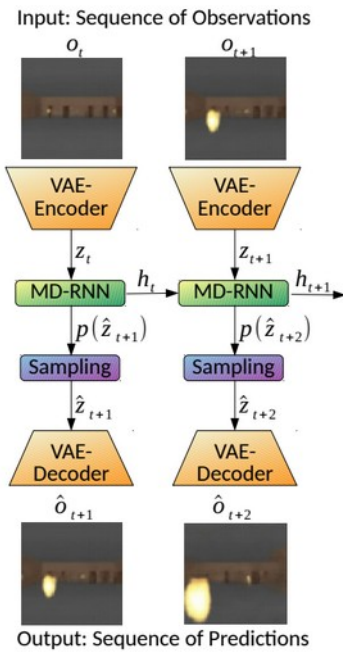 Input: Sequence of Observations
o_t o_{t+1}
VAE-Encoder VAE-Encoder
z_t z_{t+1}
MD-RNN h_t MD-RNN h_{t+1}
p(ẑ_{t+1}) p(ẑ_{t+2})
Sampling Sampling
ẑ_{t+1} ẑ_{t+2}
VAE-Decoder VAE-Decoder
ô_{t+1} ô_{t+2}
Output: Sequence of Predictions